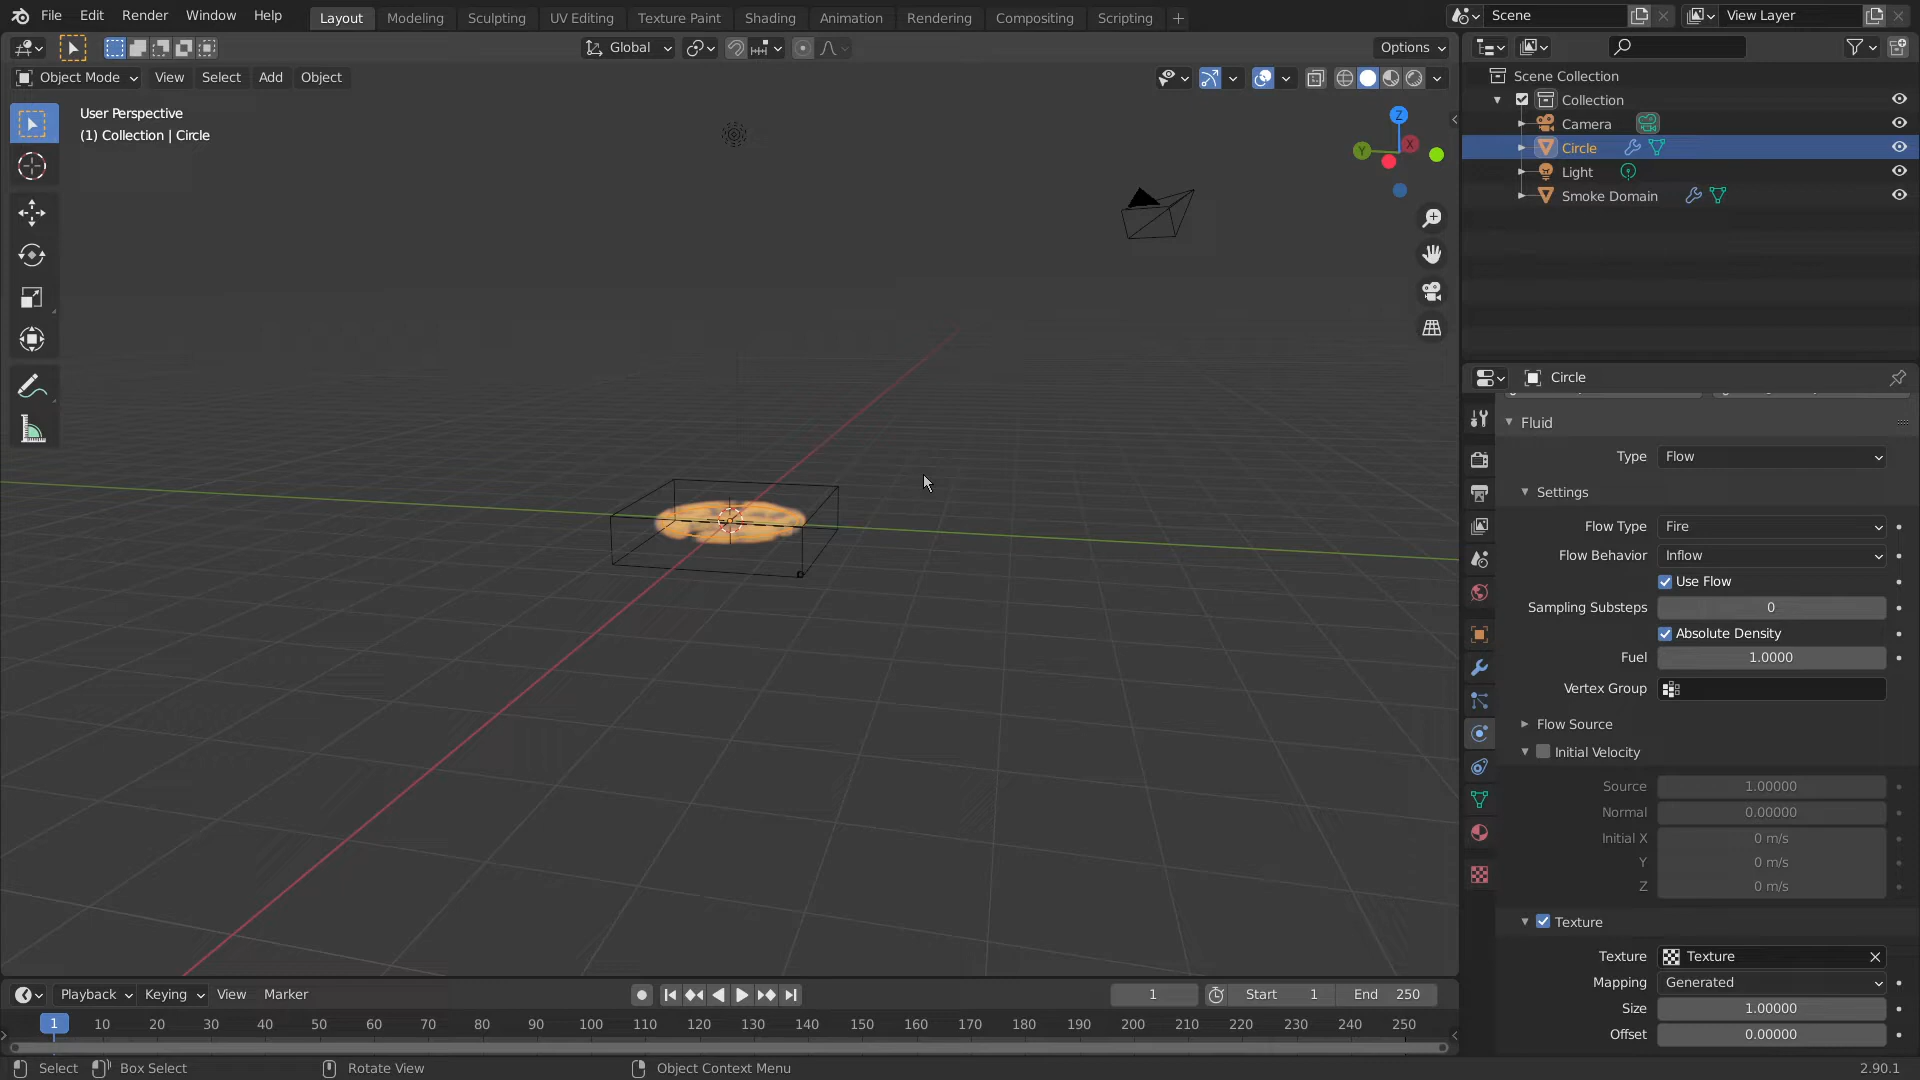 File Edit Render Window Help Layout Modeling Sculpting UV Editing Texture Paint Shading Animation Rendering Compositing Scripting + Scene View Layer
Global Options
Object Mode View Select Add Object
User Perspective
(1) Collection | Circle
Z
Y X
Scene Collection
Collection
Camera
Circle
Light
Smoke Domain
Circle
Fluid
Type Flow
Settings
Flow Type Fire
Flow Behavior Inflow
Use Flow
Sampling Substeps 0
Absolute Density
Fuel 1.0000
Vertex Group
Flow Source
Initial Velocity
Source 1.00000
Normal 0.00000
Initial X 0 m/s
Y 0 m/s
Z 0 m/s
Texture
Texture Texture
Mapping Generated
Size 1.00000
Offset 0.00000
Playback Keying View Marker 1 Start 1 End 250
1 10 20 30 40 50 60 70 80 90 100 110 120 130 140 150 160 170 180 190 200 210 220 230 240 250
Select Box Select Rotate View Object Context Menu 2.90.1